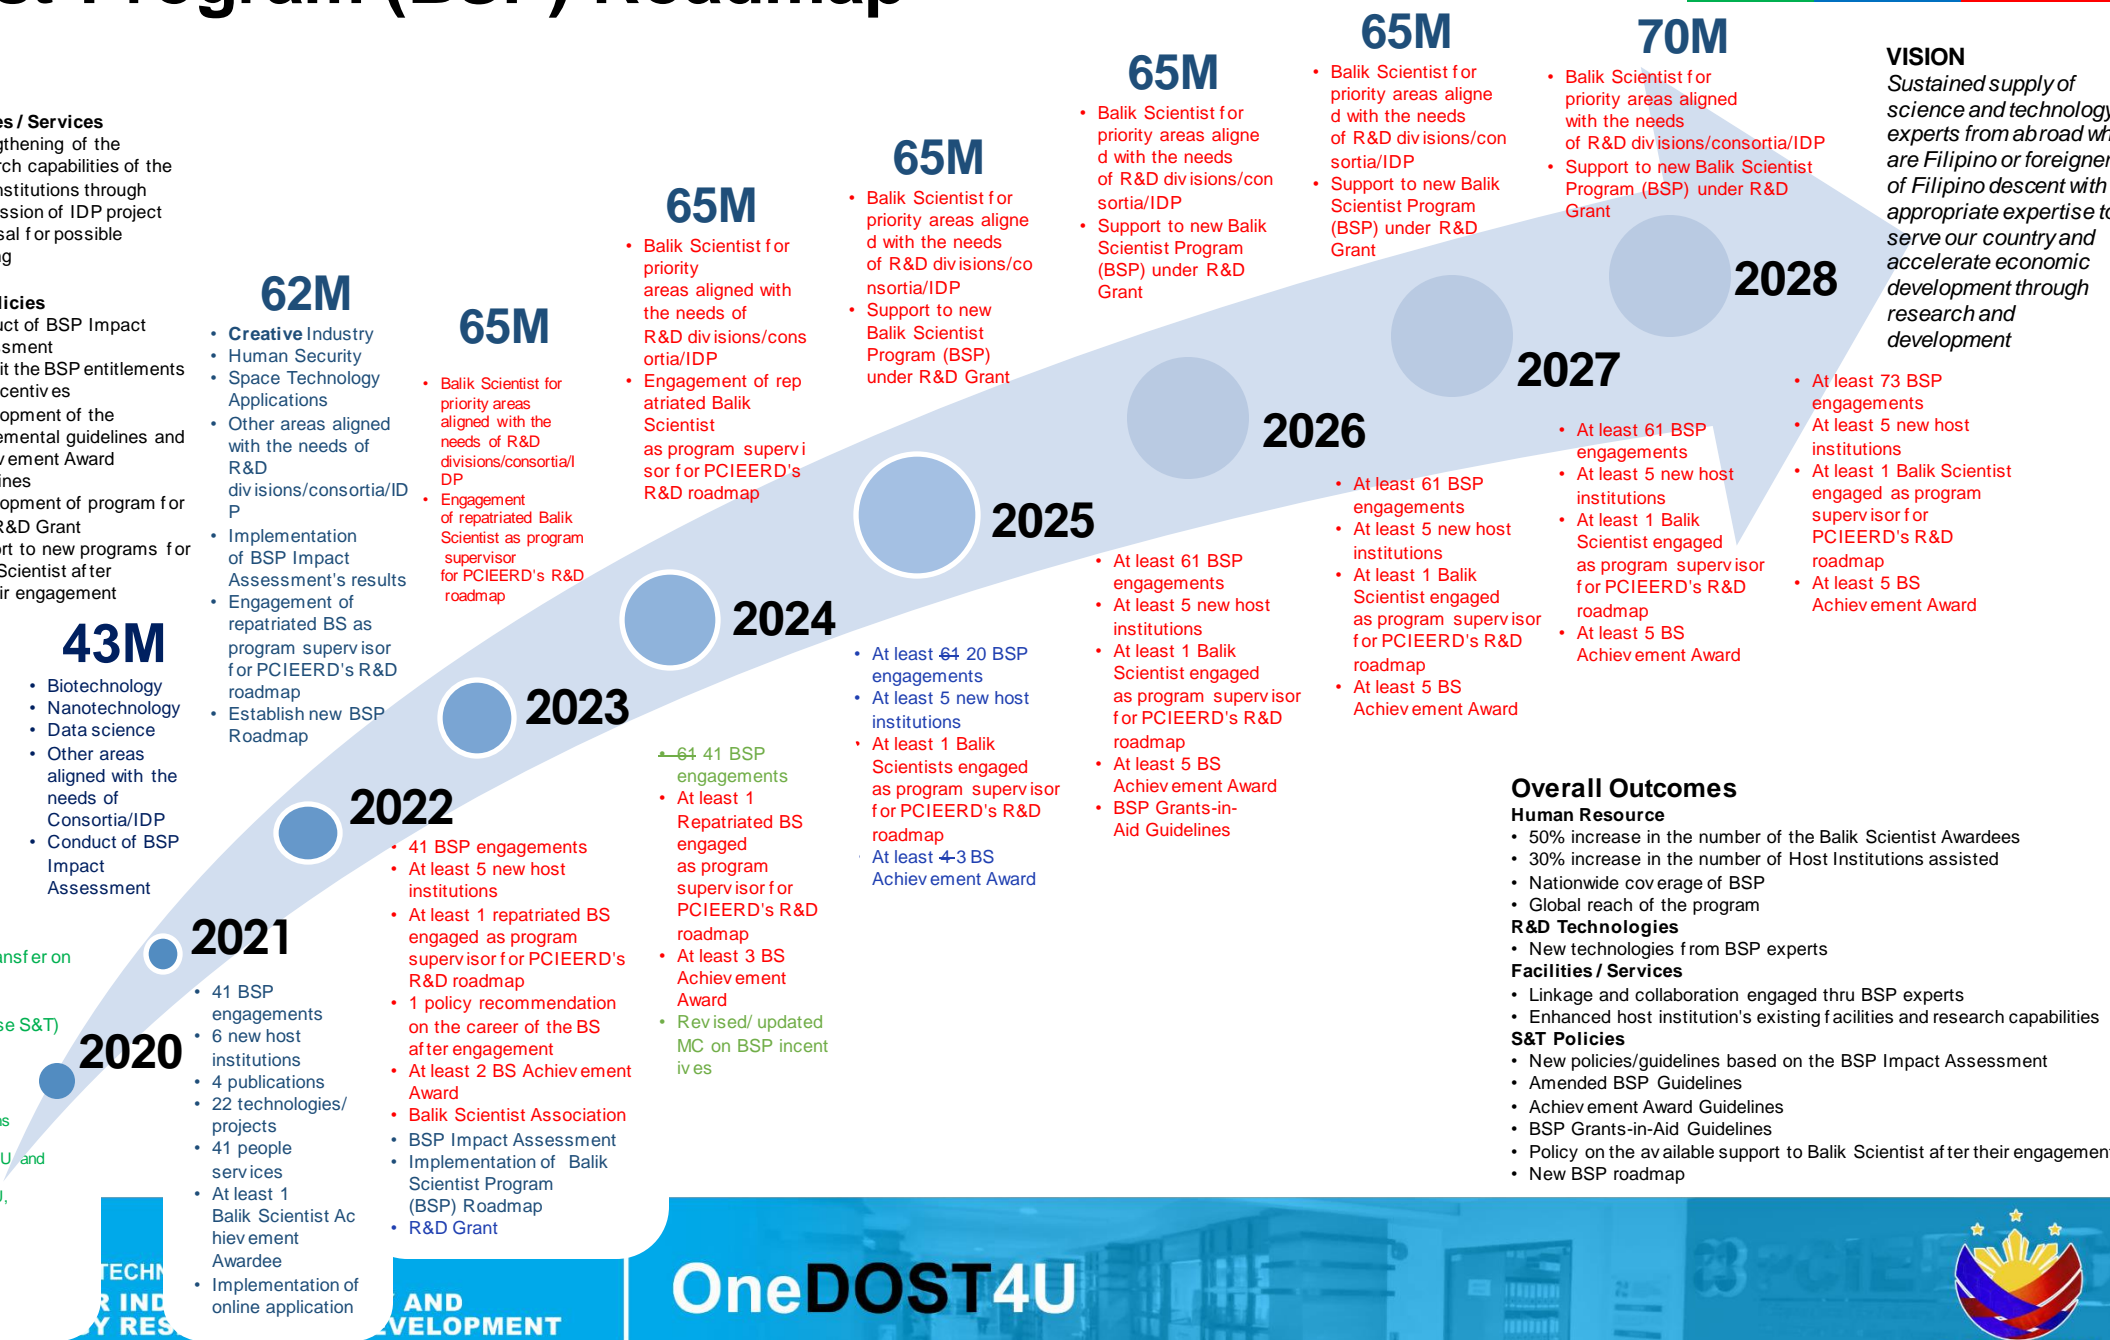 Program (BSP) Roadmap
/ Services
of the
capabilities of the
through
of IDP project
for possible
of BSP Impact
the BSP entitlements
of the
guidelines and
Award
of program for
R&D Grant
to new programs for
Scientist after
engagement
43M
• Biotechnology
• Nanotechnology
• Data science
• Other areas
aligned with the
needs of
Consortia/IDP
• Conduct of BSP
Impact
Assessment
on
S&T)
and
2020
62M
• Creative Industry
• Human Security
• Space Technology
Applications
• Other areas aligned
with the needs of
R&D
divisions/consortia/ID
P
• Implementation
of BSP Impact
Assessment's results
• Engagement of
repatriated BS as
program supervisor
for PCIEERD's R&D
roadmap
• Establish new BSP
Roadmap
2021
• 41 BSP
engagements
• 6 new host
institutions
• 4 publications
• 22 technologies/
projects
• 41 people
services
• At least 1
Balik Scientist Ac
hievement
Awardee
• Implementation of
online application
65M
• Balik Scientist for
priority areas
aligned with the
needs of R&D
divisions/consortia/I
DP
• Engagement
of repatriated Balik
Scientist as program
supervisor
for PCIEERD's R&D
roadmap
2022
• 41 BSP engagements
• At least 5 new host
institutions
• At least 1 repatriated BS
engaged as program
supervisor for PCIEERD's
R&D roadmap
• 1 policy recommendation
on the career of the BS
after engagement
• At least 2 BS Achievement
Award
• Balik Scientist Association
• BSP Impact Assessment
• Implementation of Balik
Scientist Program
(BSP) Roadmap
• R&D Grant
65M
• Balik Scientist for
priority
areas aligned with
the needs of
R&D divisions/cons
ortia/IDP
• Engagement of rep
atriated Balik
Scientist
as program supervi
sor for PCIEERD's
R&D roadmap
2023
• 61 41 BSP
engagements
• At least 1
Repatriated BS
engaged
as program
supervisor for
PCIEERD's R&D
roadmap
• At least 3 BS
Achievement
Award
• Revised/ updated
MC on BSP incent
ives
65M
• Balik Scientist for
priority areas aligne
d with the needs
of R&D divisions/co
nsortia/IDP
• Support to new
Balik Scientist
Program (BSP)
under R&D Grant
2024
• At least 61 20 BSP
engagements
• At least 5 new host
institutions
• At least 1 Balik
Scientists engaged
as program supervisor
for PCIEERD's R&D
roadmap
• At least 4 3 BS
Achievement Award
65M
• Balik Scientist for
priority areas aligne
d with the needs
of R&D divisions/con
sortia/IDP
• Support to new Balik
Scientist Program
(BSP) under R&D
Grant
2025
• At least 61 BSP
engagements
• At least 5 new host
institutions
• At least 1 Balik
Scientist engaged
as program supervisor
for PCIEERD's R&D
roadmap
• At least 5 BS
Achievement Award
• BSP Grants-in-
Aid Guidelines
65M
• Balik Scientist for
priority areas aligne
d with the needs
of R&D divisions/con
sortia/IDP
• Support to new Balik
Scientist Program
(BSP) under R&D
Grant
2026
• At least 61 BSP
engagements
• At least 5 new host
institutions
• At least 1 Balik
Scientist engaged
as program supervisor
for PCIEERD's R&D
roadmap
• At least 5 BS
Achievement Award
70M
• Balik Scientist for
priority areas aligned
with the needs
of R&D divisions/consortia/IDP
• Support to new Balik Scientist
Program (BSP) under R&D
Grant
2027
• At least 61 BSP
engagements
• At least 5 new host
institutions
• At least 1 Balik
Scientist engaged
as program supervisor
for PCIEERD's R&D
roadmap
• At least 5 BS
Achievement Award
2028
• At least 73 BSP
engagements
• At least 5 new host
institutions
• At least 1 Balik Scientist
engaged as program
supervisor for
PCIEERD's R&D
roadmap
• At least 5 BS
Achievement Award
VISION
Sustained supply of
science and technology
experts from abroad wh
are Filipino or foreigner
of Filipino descent with
appropriate expertise to
serve our country and
accelerate economic
development through
research and
development
Overall Outcomes
Human Resource
• 50% increase in the number of the Balik Scientist Awardees
• 30% increase in the number of Host Institutions assisted
• Nationwide coverage of BSP
• Global reach of the program
R&D Technologies
• New technologies from BSP experts
Facilities / Services
• Linkage and collaboration engaged thru BSP experts
• Enhanced host institution's existing facilities and research capabilities
S&T Policies
• New policies/guidelines based on the BSP Impact Assessment
• Amended BSP Guidelines
• Achievement Award Guidelines
• BSP Grants-in-Aid Guidelines
• Policy on the available support to Balik Scientist after their engagemen
• New BSP roadmap
AND
OneDOST4U